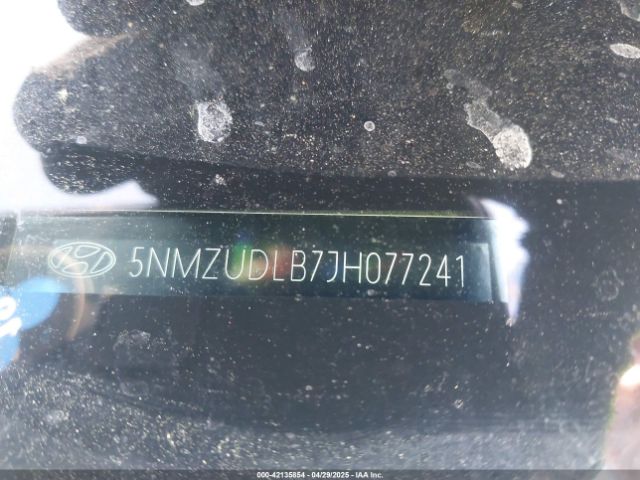 5NMZUDLB7JH077241
000-42135854 | 04/29/2025 | IAA Inc.